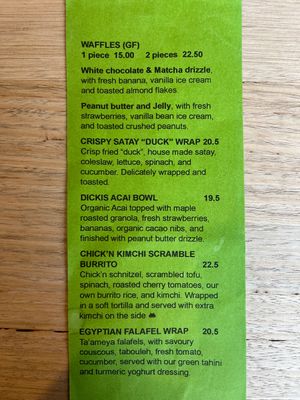 WAFFLES (GF)
1 piece 15.00 2 pieces 22.50
White chocolate & Matcha drizzle,
with fresh banana, vanilla ice cream
and toasted almond flakes.
Peanut butter and Jelly, with fresh
strawberries, vanilla bean ice cream,
and toasted crushed peanuts.
CRISPY SATAY “DUCK” WRAP 20.5
Crisp fried “duck”, house made satay,
coleslaw, lettuce, spinach, and
cucumber. Delicately wrapped and
toasted.
DICKIS ACAI BOWL 19.5
Organic Acai topped with maple
roasted granola, fresh strawberries,
bananas, organic cacao nibs, and
finished with peanut butter drizzle.
CHICK'N KIMCHI SCRAMBLE
BURRITO 22.5
Chick'n schnitzel, scrambled tofu,
spinach, roasted cherry tomatoes, our
own burrito rice, and kimchi. Wrapped
in a soft tortilla and served with extra
kimchi on the side
EGYPTIAN FALAFEL WRAP 20.5
Ta'ameya falafels, with savoury
couscous, tabouleh, fresh tomato,
cucumber, served with our green tahini
and turmeric yoghut dressing.